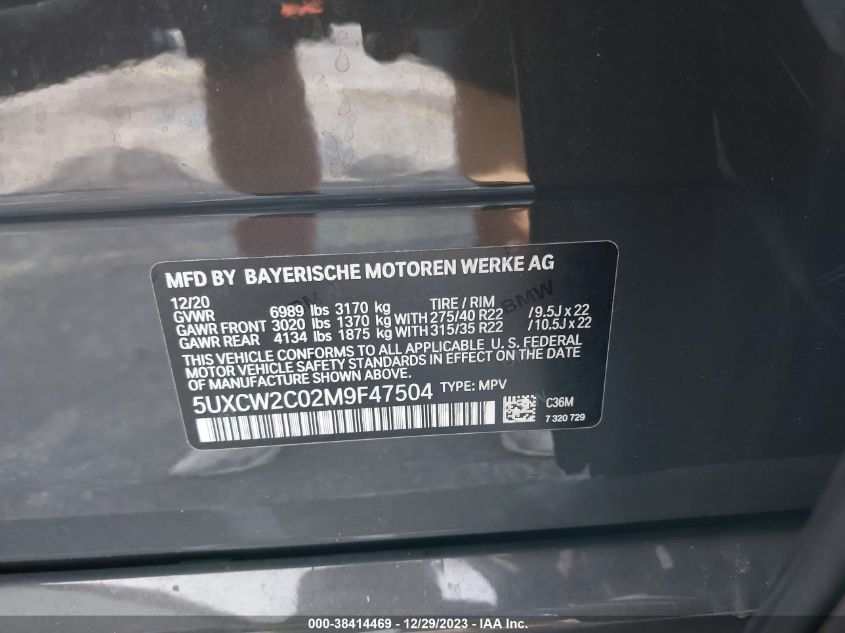 MFD BY BAYERISCHE MOTOREN WERKE AG
12/20 TIRE / RIM
GVWR 6989 lbs 3170 kg
GAWR FRONT 3020 lbs 1370 kg WITH 275/40 R22 / 9.5J x 22
GAWR REAR 4134 lbs 1875 kg WITH 315/35 R22 / 10.5J x 22
THIS VEHICLE CONFORMS TO ALL APPLICABLE U. S. FEDERAL
MOTOR VEHICLE SAFETY STANDARDS IN EFFECT ON THE DATE
OF MANUFACTURE SHOWN ABOVE.
5UXCW2C02M9F47504 TYPE: MPV
C36M
7 320 729
BMW
000-38414469 - 12/29/2023 - IAA Inc.